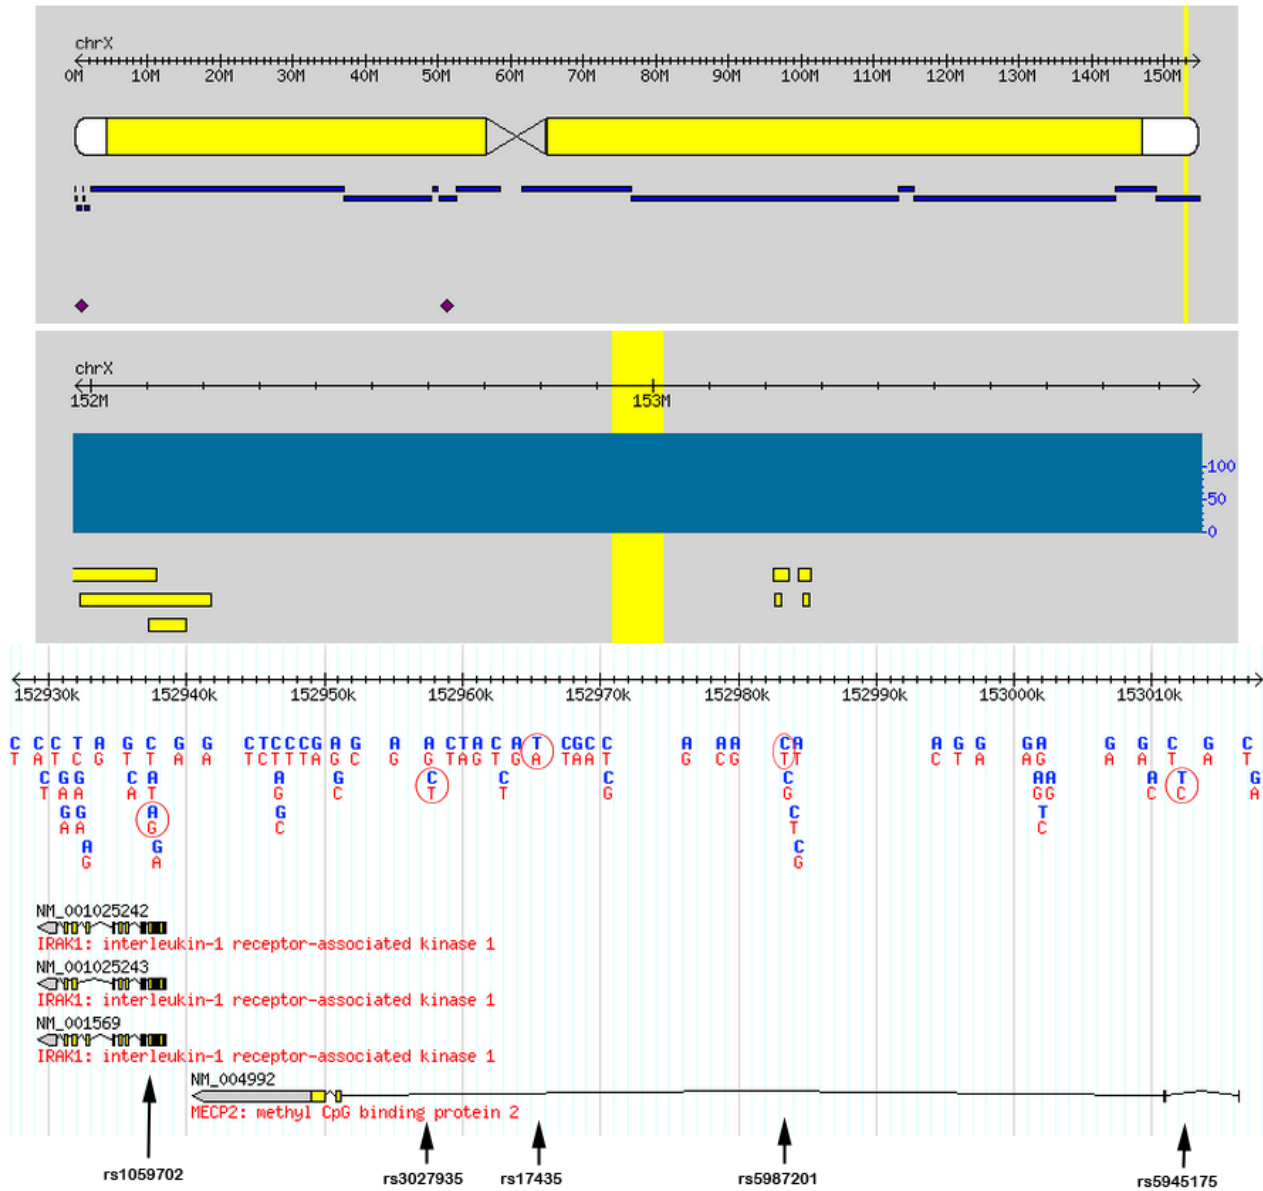 chrX
0M 10M 20M 30M 40M 50M 60M 70M 80M 90M 100M 110M 120M 130M 140M 150M
chrX
152M 153M
100
50
0
152930k 152940k 152950k 152960k 152970k 152980k 152990k 153000k 153010k
C C C T A G C G G C T C C C G A G A A C T A C A T C G C C A A A C A A G G G A G G C G C
T A T C G T T A A T C T T T A G C G G T A G T G A T A A T G C G T T C T A A G A A T A T
C G G C A A G C C C C A A A T G
T A A A T G C T T G G G G C C A
G G A G C T
A A G C T C
A G C
G A G
NM_001025242
IRAK1: interleukin-1 receptor-associated kinase 1
NM_001025243
IRAK1: interleukin-1 receptor-associated kinase 1
NM_001569
IRAK1: interleukin-1 receptor-associated kinase 1
NM_004992
MECP2: methyl CpG binding protein 2
rs1059702 rs3027935 rs17435 rs5987201 rs5945175